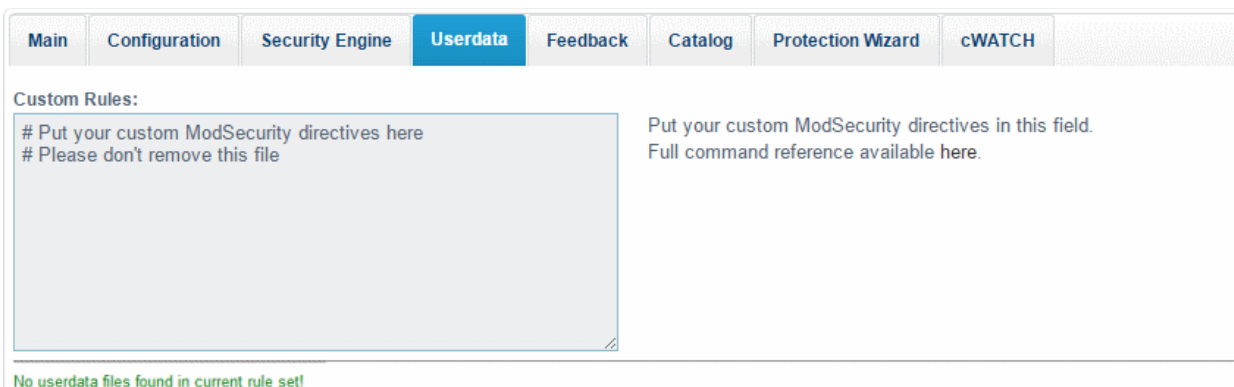 Main Configuration Security Engine Userdata Feedback Catalog Protection Wizard cWATCH
Custom Rules:
# Put your custom ModSecurity directives here
# Please don't remove this file
Put your custom ModSecurity directives in this field.
Full command reference available here.
No userdata files found in current rule set!